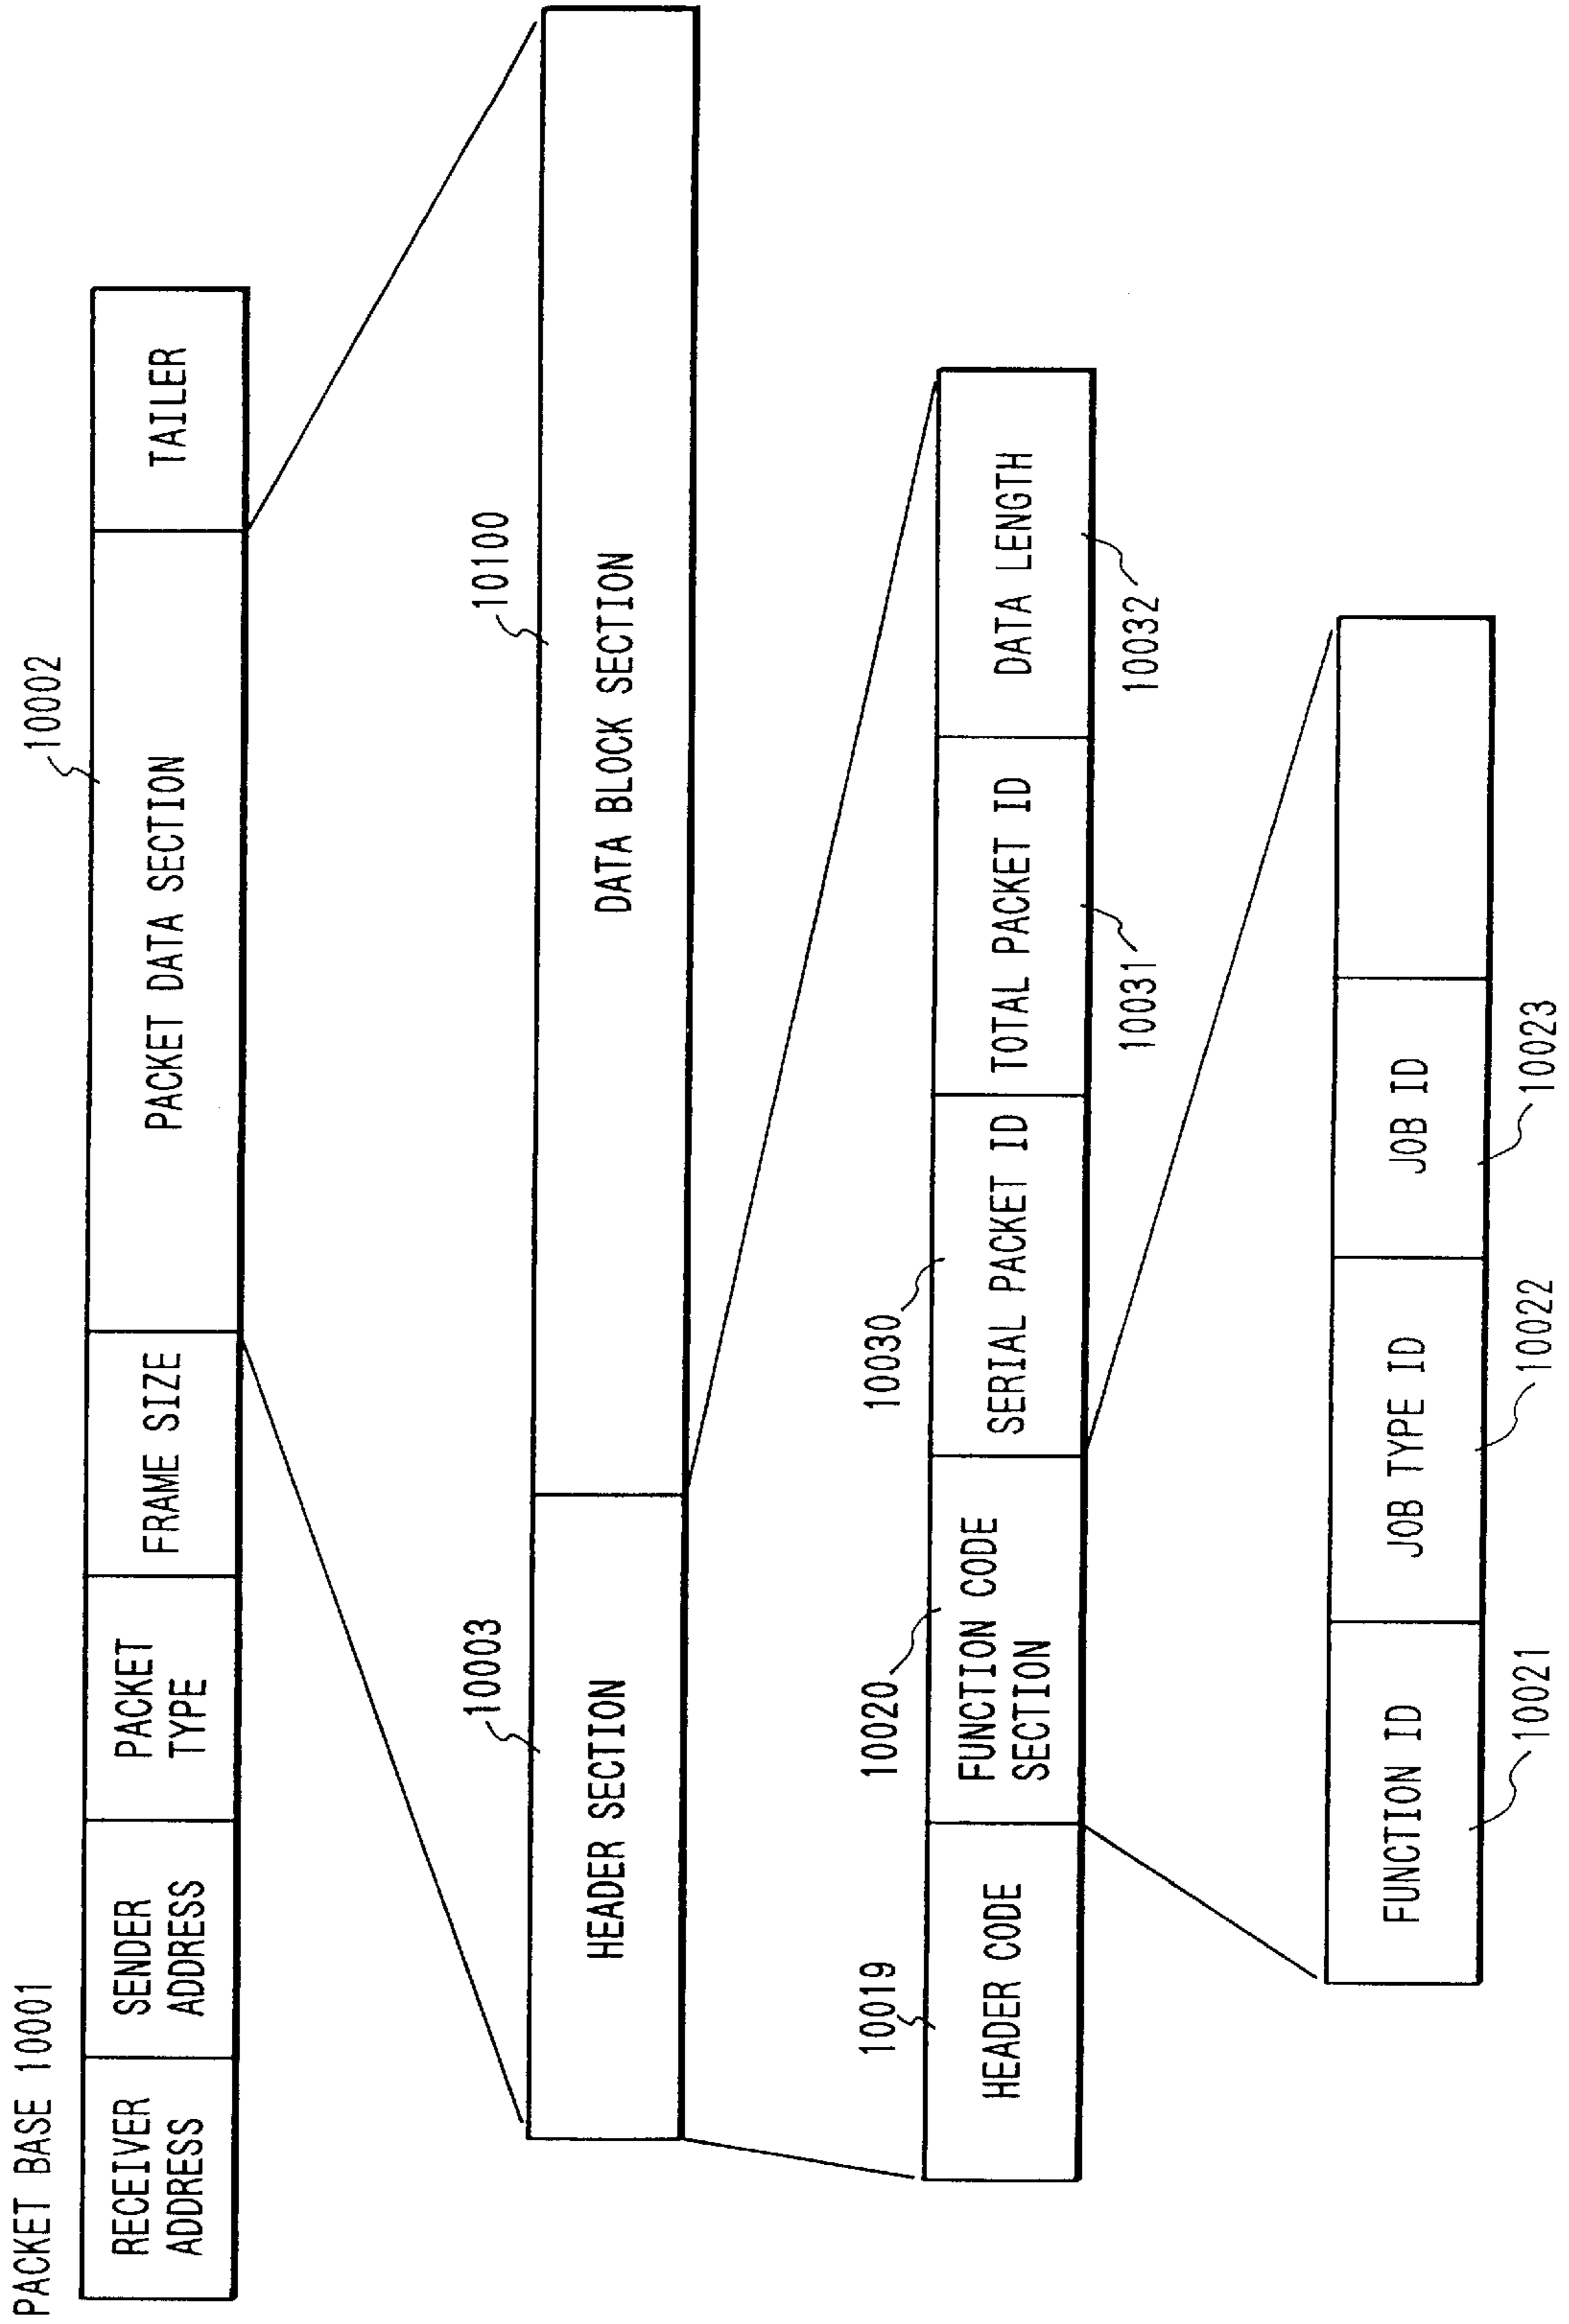 PACKET BASE 10001
10002
RECEIVER
ADDRESS
SENDER
ADDRESS
PACKET
TYPE
FRAME SIZE
PACKET DATA SECTION
TAILER
10003
10100
HEADER SECTION
DATA BLOCK SECTION
10019
10020
10030
HEADER CODE
FUNCTION CODE
SECTION
SERIAL PACKET ID
TOTAL PACKET ID
DATA LENGTH
10031
10032
FUNCTION ID
JOB TYPE ID
JOB ID
10021
10022
10023